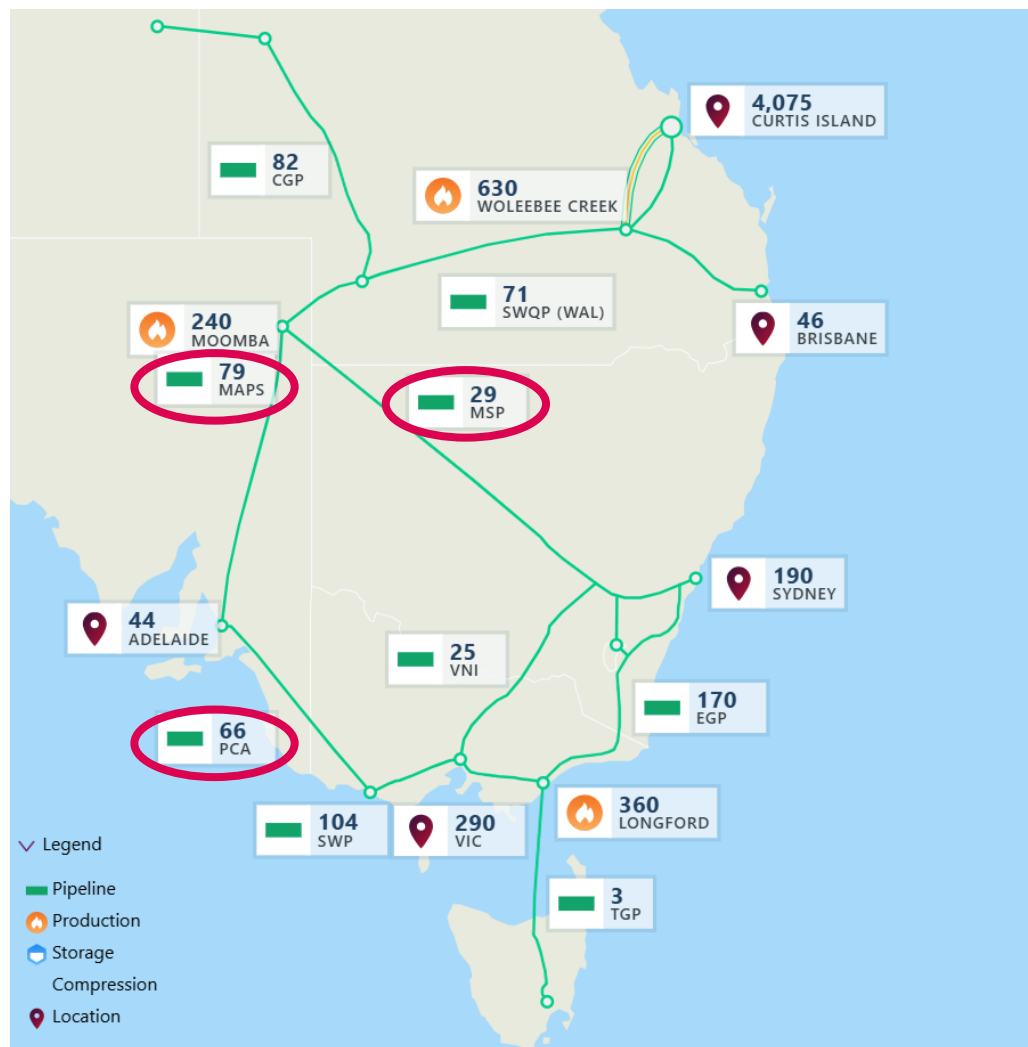 4,075
CURTIS ISLAND
82
CGP
630
WOLEEBEE CREEK
71
SWQP (WAL)
240
MOOMBA
46
BRISBANE
79
MAPS
29
MSP
190
SYDNEY
44
ADELAIDE
25
VNI
170
EGP
66
PCA
104
SWP
290
VIC
360
LONGFORD
3
TGP
Legend
Pipeline
Production
Storage
Compression
Location